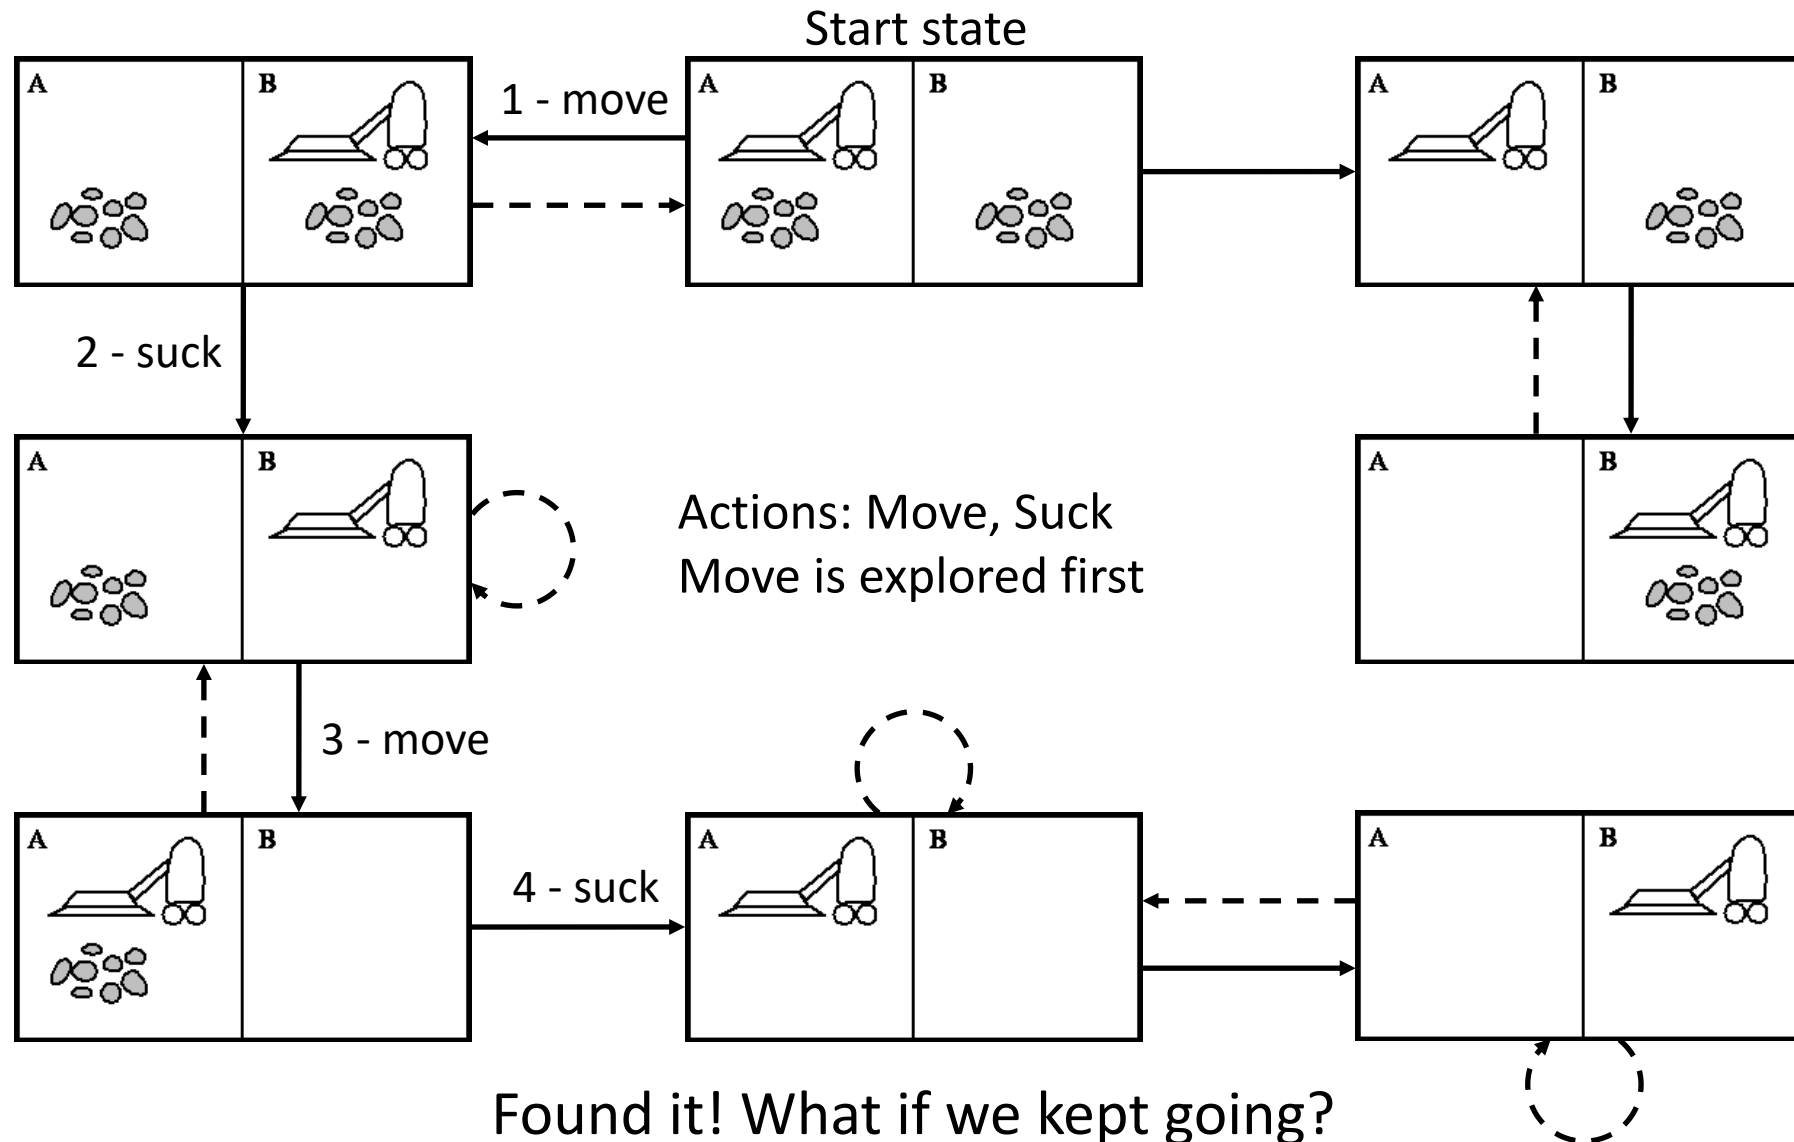 Start state
A
B
1 - move
A
B
A
B
2 - suck
A
B
Actions: Move, Suck
Move is explored first
A
B
3 - move
A
B
4 - suck
A
B
A
B
Found it! What if we kept going?